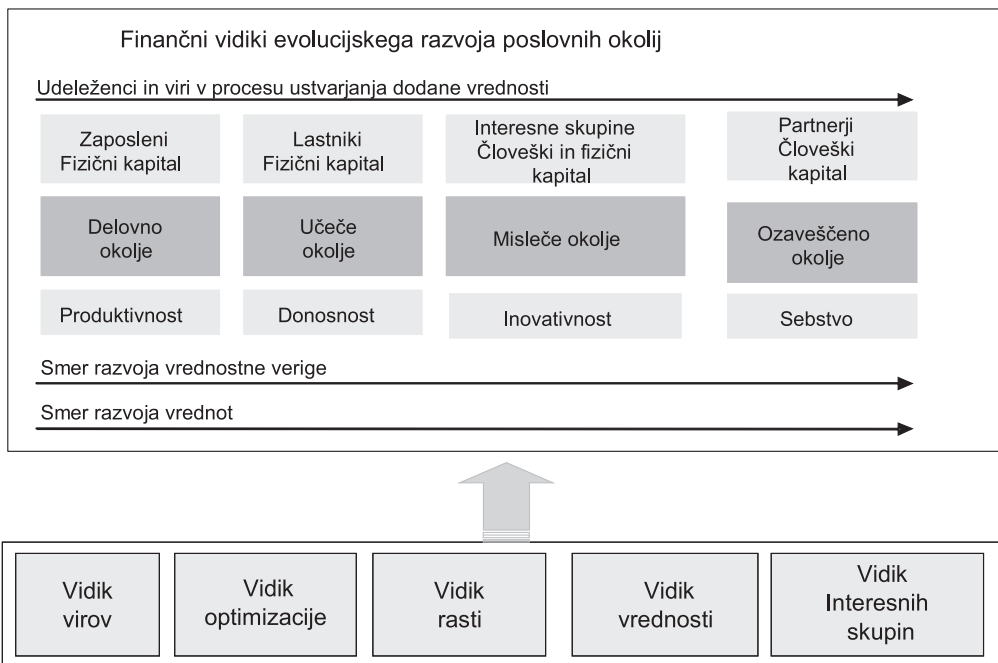 Finančni vidiki evolucijskega razvoja poslovnih okolij
Udeleženci in viri v procesu ustvarjanja dodane vrednosti
Zaposleni
Fizični kapital
Lastniki
Fizični kapital
Interesne skupine
Človeški in fizični
kapital
Partnerji
Človeški
kapital
Delovno
okolje
Učeče
okolje
Misleče okolje
Ozaveščeno
okolje
Produktivnost
Donosnost
Inovativnost
Sebstvo
Smer razvoja vrednostne verige
Smer razvoja vrednot
Vidik
virov
Vidik
optimizacije
Vidik
rasti
Vidik
vrednosti
Vidik
Interesnih
skupin